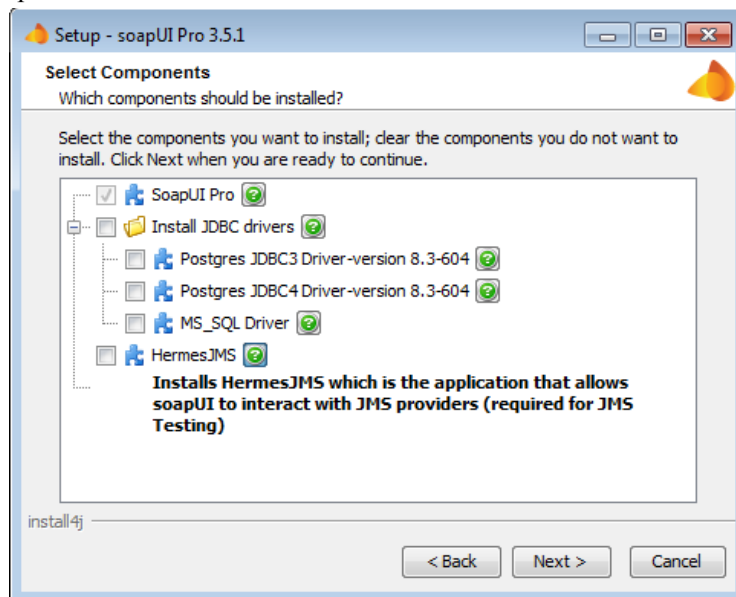 Setup - soapUI Pro 3.5.1
Select Components
Which components should be installed?
Select the components you want to install; clear the components you do not want to
install. Click Next when you are ready to continue.
SoapUI Pro
Install JDBC drivers
Postgres JDBC3 Driver-version 8.3-604
Postgres JDBC4 Driver-version 8.3-604
MS_SQL Driver
HermesJMS
Installs HermesJMS which is the application that allows
soapUI to interact with JMS providers (required for JMS
Testing)
install4j
< Back Next > Cancel